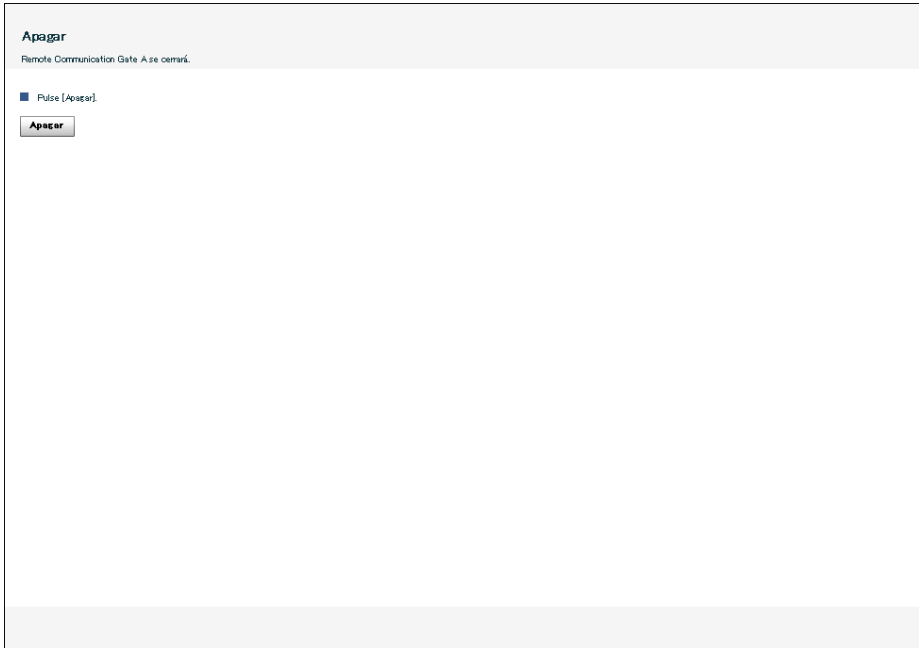 Apagar
Remote Communication Gate A se cerrará.
Pulse [Apagar].
Apagar